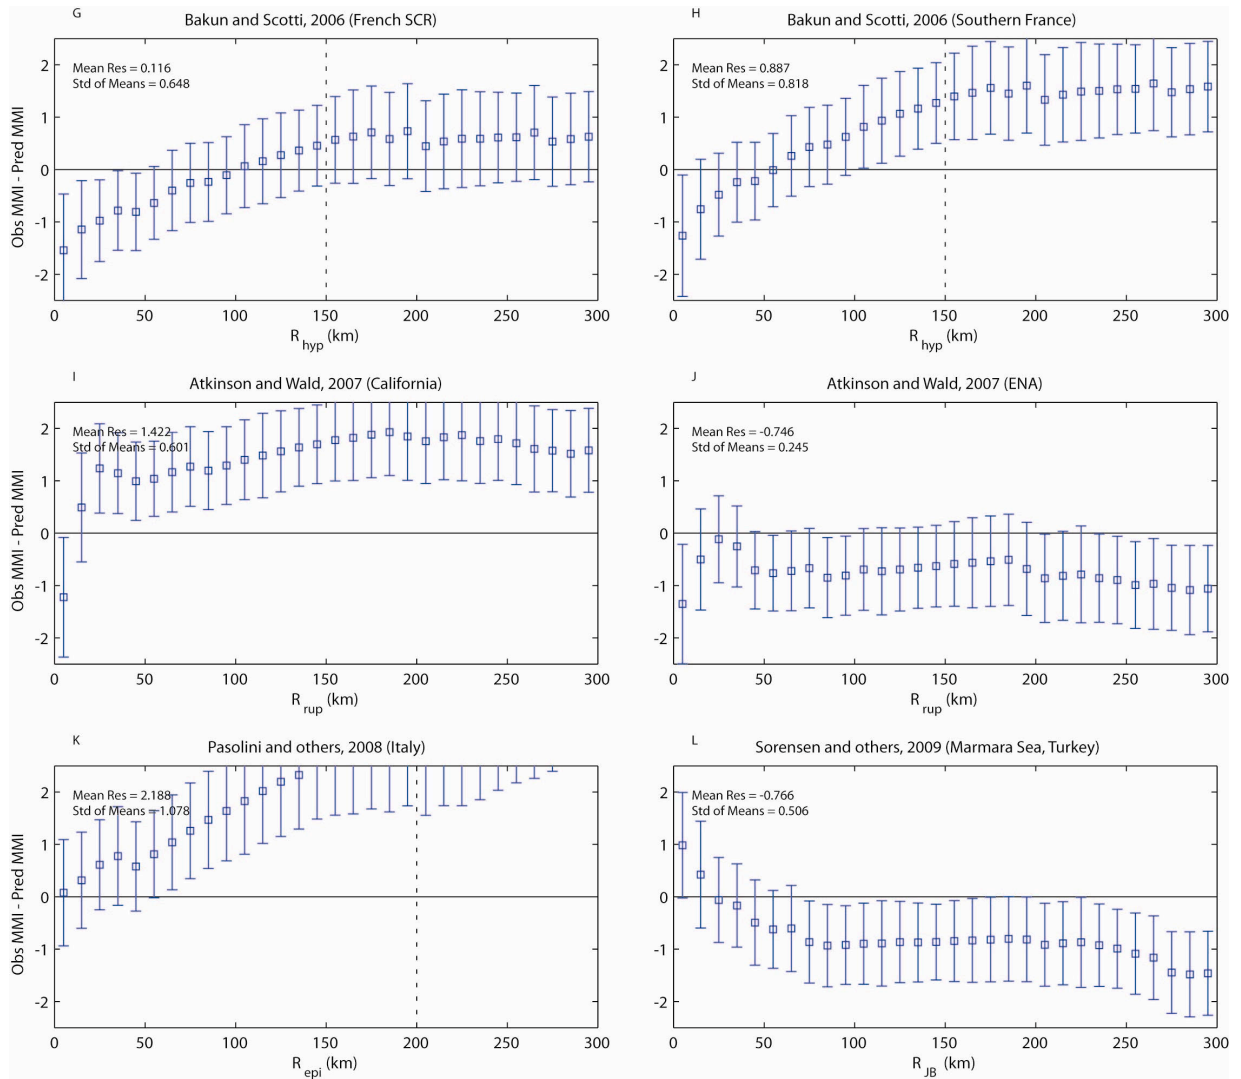 G
Bakun and Scotti, 2006 (French SCR)
Mean Res = 0.116
Std of Means = 0.648
Obs MMI - Pred MMI
2
1
0
-1
-2
0 50 100 150 200 250 300
R hyp (km)
H
Bakun and Scotti, 2006 (Southern France)
Mean Res = 0.887
Std of Means = 0.818
2
1
0
-1
-2
0 50 100 150 200 250 300
R hyp (km)
I
Atkinson and Wald, 2007 (California)
Mean Res = 1.422
Std of Means = 0.601
Obs MMI - Pred MMI
2
1
0
-1
-2
0 50 100 150 200 250 300
R rup (km)
J
Atkinson and Wald, 2007 (ENA)
Mean Res = -0.746
Std of Means = 0.245
2
1
0
-1
-2
0 50 100 150 200 250 300
R rup (km)
K
Pasolini and others, 2008 (Italy)
Mean Res = 2.188
Std of Means = 1.078
Obs MMI - Pred MMI
2
1
0
-1
-2
0 50 100 150 200 250 300
R epi (km)
L
Sorensen and others, 2009 (Marmara Sea, Turkey)
Mean Res = -0.766
Std of Means = 0.506
2
1
0
-1
-2
0 50 100 150 200 250 300
R JB (km)